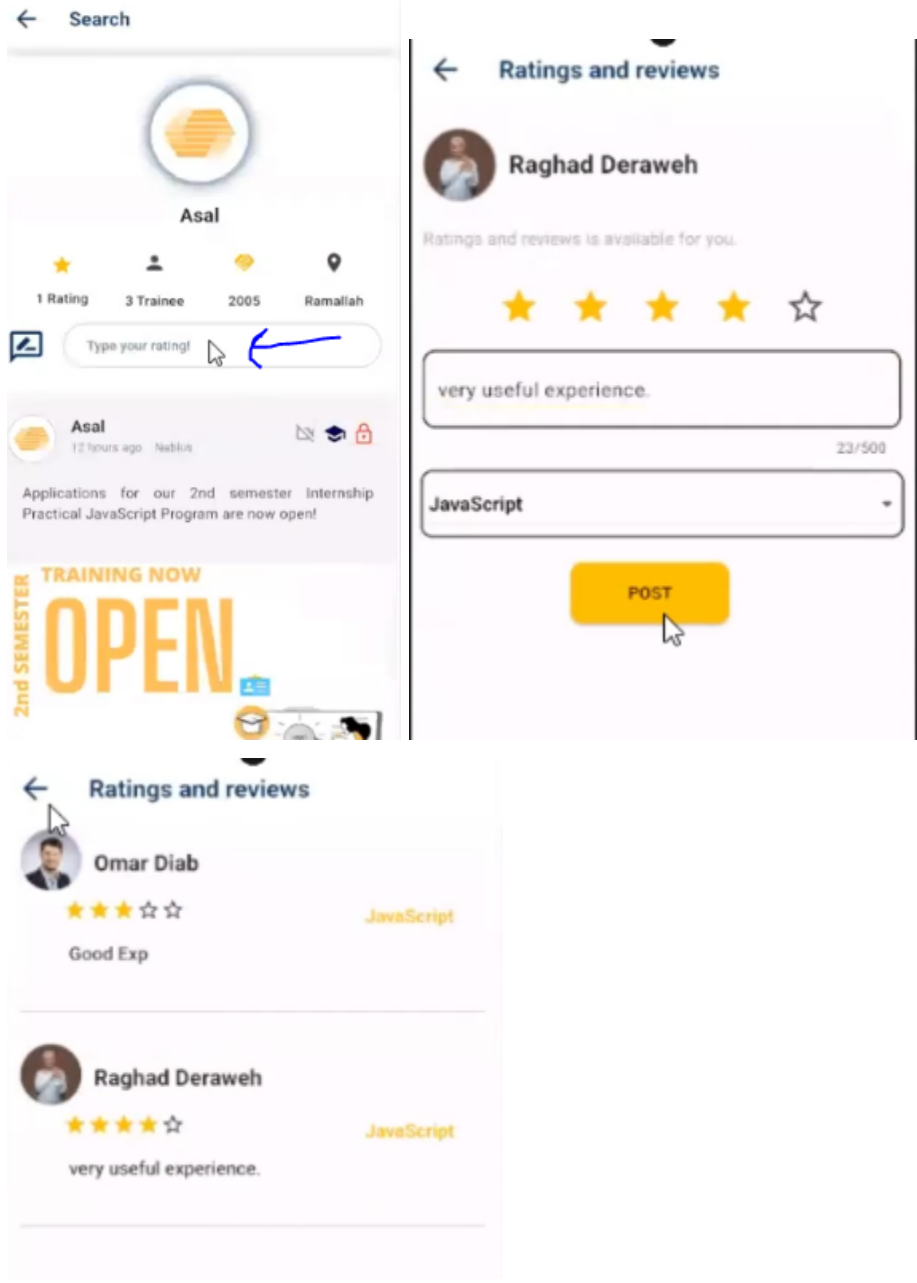 Search
Asal
1 Rating 3 Trainee 2005 Ramallah
Type your rating!
Asal
12 hours ago Nablus
Applications for our 2nd semester Internship
Practical JavaScript Program are now open!
2nd SEMESTER
TRAINING NOW
OPEN
Ratings and reviews
Raghad Deraweh
Ratings and reviews is available for you.
very useful experience.
23/500
JavaScript
POST
Ratings and reviews
Omar Diab
JavaScript
Good Exp
Raghad Deraweh
JavaScript
very useful experience.